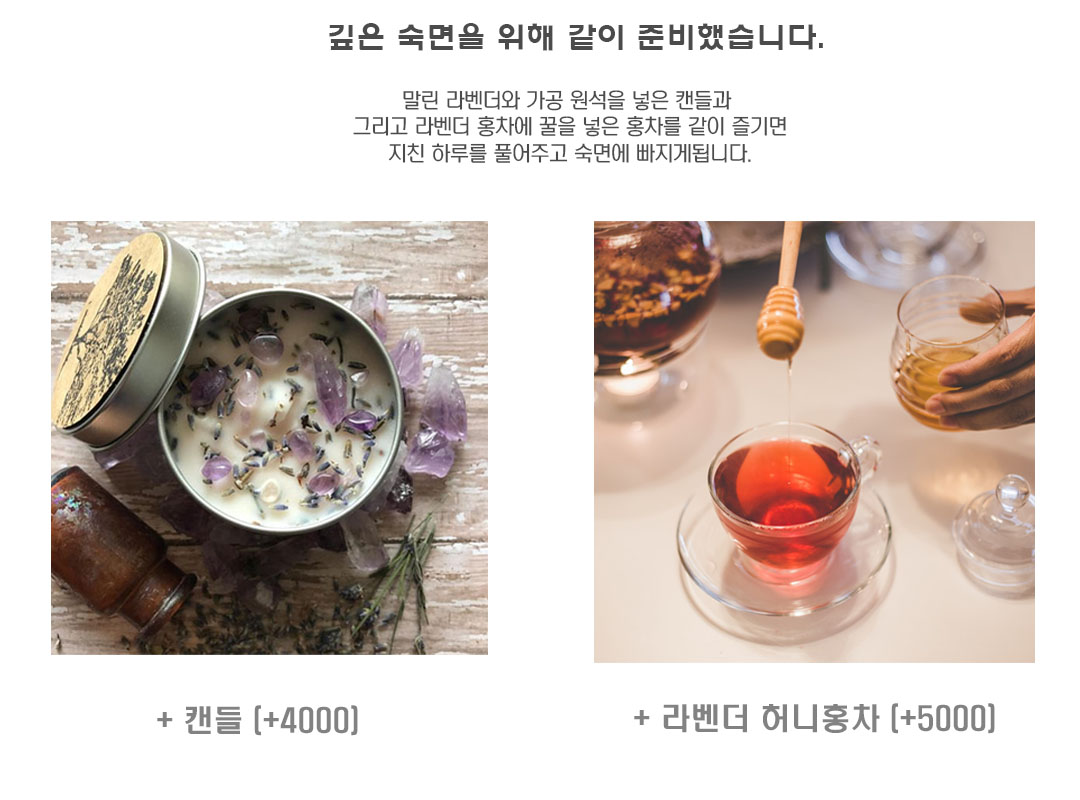 깊은 숙면을 위해 같이 준비했습니다.
말린 라벤더와 가공 원석을 넣은 캔들과
그리고 라벤더 홍차에 꿀을 넣은 홍차를 같이 즐기면
지친 하루를 풀어주고 숙면에 빠지게됩니다.
+ 캔들 (+4000)
+ 라벤더 허니홍차 (+5000)